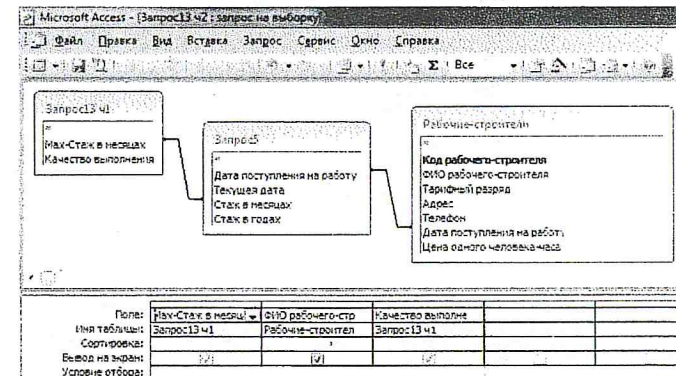 Microsoft Access - [Запрос13 ч2 : запрос на выборку]
Файл Правка Вид Вставка Запрос Сервис Окно Справка
Σ Все
Запрос13 ч1
*
Мах-Стаж в месяцах
Качество выполнения
Запрос5
*
Дата поступления на работу
Текущая дата
Стаж в месяцах
Стаж в годах
Рабочие-строители
*
Код рабочего-строителя
ФИО рабочего-строителя
Тарифный разряд
Адрес
Телефон
Дата поступления на работу
Цена одного человека-часа
Поле: Мах-Стаж в месяц ФИО рабочего-стр Качество выполне
Имя таблицы: Запрос13 ч1 Рабочие-строител Запрос13 ч1
Сортировка:
Вывод на экран:
Условие отбора: